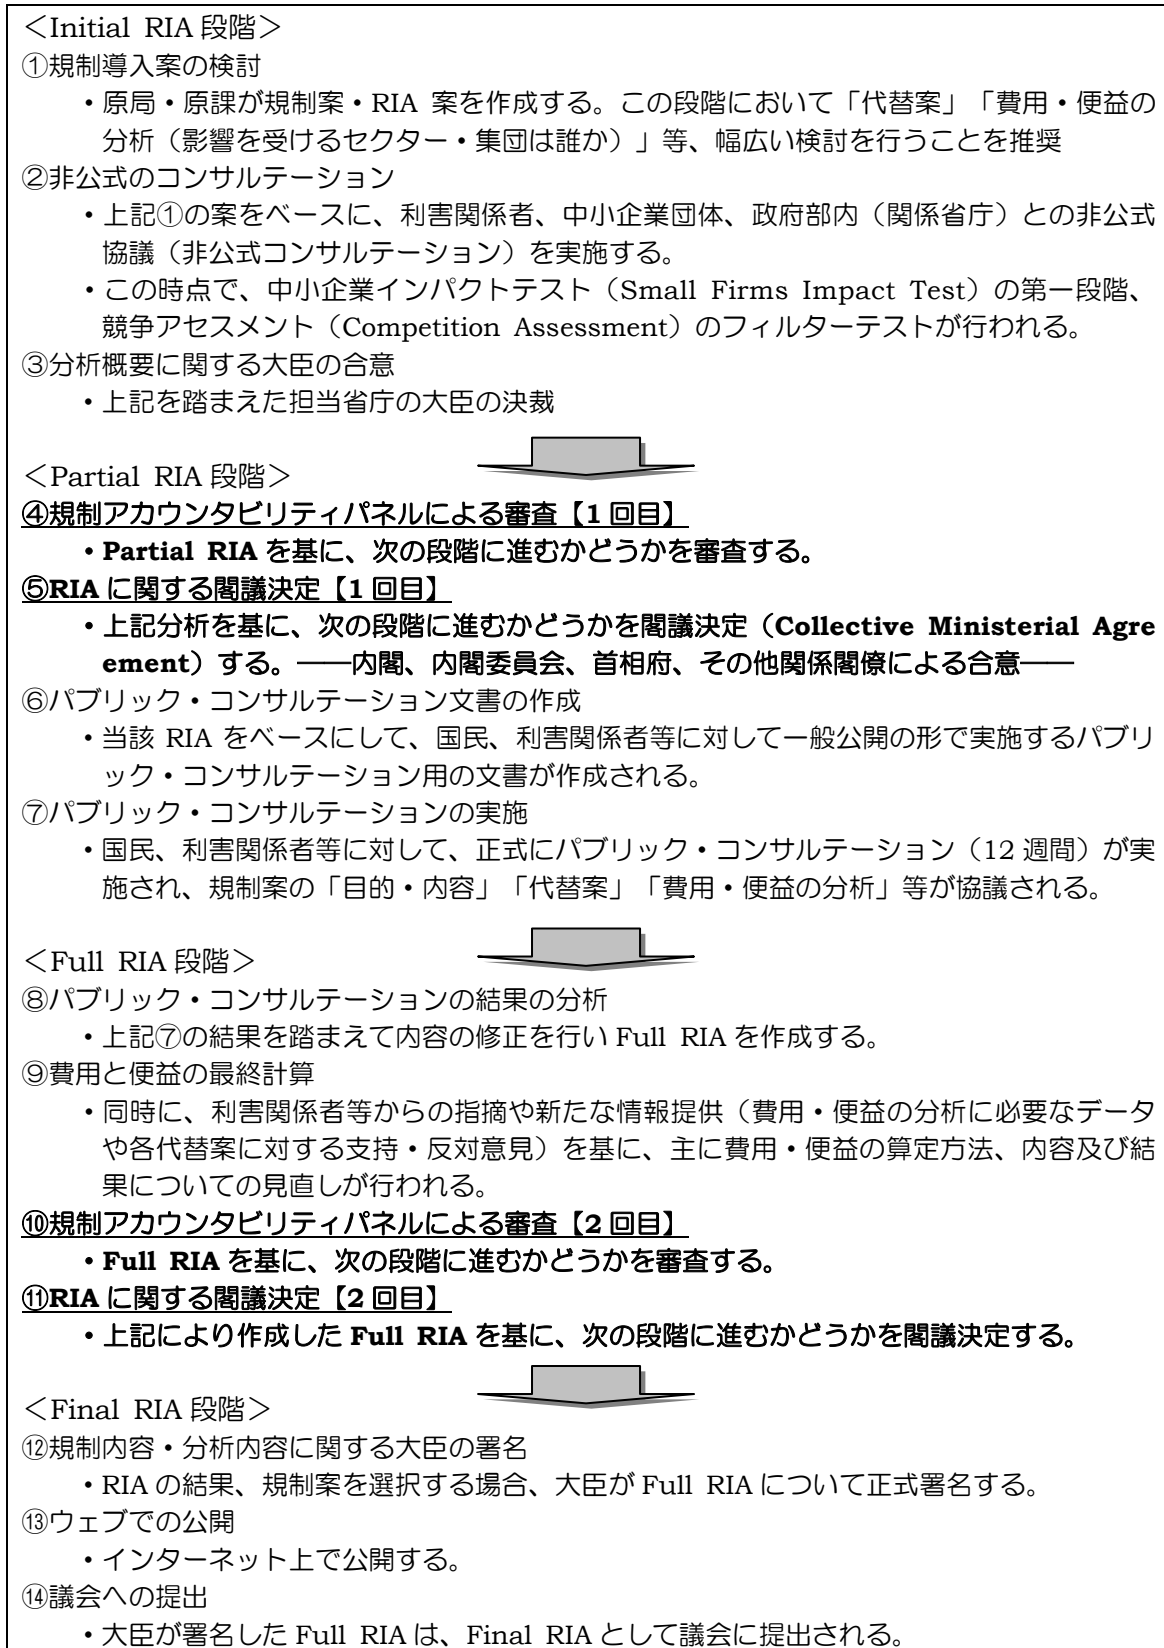 ＜Initial RIA 段階＞
①規制導入案の検討
・原局・原課が規制案・RIA 案を作成する。この段階において「代替案」「費用・便益の
分析（影響を受けるセクター・集団は誰か）」等、幅広い検討を行うことを推奨
②非公式のコンサルテーション
・上記①の案をベースに、利害関係者、中小企業団体、政府部内（関係省庁）との非公式
協議（非公式コンサルテーション）を実施する。
・この時点で、中小企業インパクトテスト（Small Firms Impact Test）の第一段階、
競争アセスメント（Competition Assessment）のフィルターテストが行われる。
③分析概要に関する大臣の合意
・上記を踏まえた担当省庁の大臣の決裁
＜Partial RIA 段階＞
④規制アカウンタビリティパネルによる審査【1 回目】
・Partial RIA を基に、次の段階に進むかどうかを審査する。
⑤RIA に関する閣議決定【1 回目】
・上記分析を基に、次の段階に進むかどうかを閣議決定（Collective Ministerial Agre
ement）する。――内閣、内閣委員会、首相府、その他関係閣僚による合意――
⑥パブリック・コンサルテーション文書の作成
・当該 RIA をベースにして、国民、利害関係者等に対して一般公開の形で実施するパブリ
ック・コンサルテーション用の文書が作成される。
⑦パブリック・コンサルテーションの実施
・国民、利害関係者等に対して、正式にパブリック・コンサルテーション（12 週間）が実
施され、規制案の「目的・内容」「代替案」「費用・便益の分析」等が協議される。
＜Full RIA 段階＞
⑧パブリック・コンサルテーションの結果の分析
・上記⑦の結果を踏まえて内容の修正を行い Full RIA を作成する。
⑨費用と便益の最終計算
・同時に、利害関係者等からの指摘や新たな情報提供（費用・便益の分析に必要なデータ
や各代替案に対する支持・反対意見）を基に、主に費用・便益の算定方法、内容及び結
果についての見直しが行われる。
⑩規制アカウンタビリティパネルによる審査【2 回目】
・Full RIA を基に、次の段階に進むかどうかを審査する。
⑪RIA に関する閣議決定【2 回目】
・上記により作成した Full RIA を基に、次の段階に進むかどうかを閣議決定する。
＜Final RIA 段階＞
⑫規制内容・分析内容に関する大臣の署名
・RIA の結果、規制案を選択する場合、大臣が Full RIA について正式署名する。
⑬ウェブでの公開
・インターネット上で公開する。
⑭議会への提出
・大臣が署名した Full RIA は、Final RIA として議会に提出される。